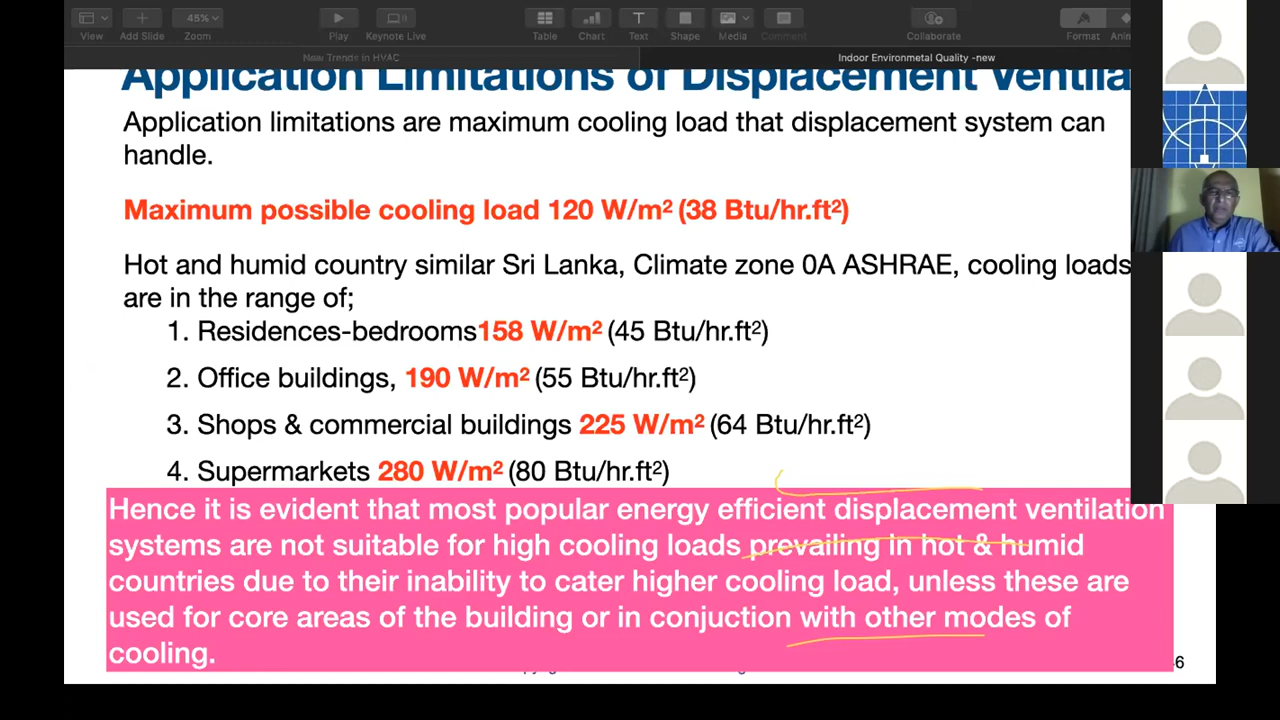 View
Add Slide
45%
Zoom
Play
Keynote Live
Table
Chart
Text
Shape
Media
Comment
Collaborate
Format
New Trends in HVAC
Indoor Environmetal Quality -new
Application Limitations of Displacement
Application limitations are maximum cooling load that displacement system can
handle.
Maximum possible cooling load 120 W/m² (38 Btu/hr.ft²)
Hot and humid country similar Sri Lanka, Climate zone 0A ASHRAE, cooling loads
are in the range of;
1. Residences-bedrooms158 W/m² (45 Btu/hr.ft²)
2. Office buildings, 190 W/m² (55 Btu/hr.ft²)
3. Shops & commercial buildings 225 W/m² (64 Btu/hr.ft²)
4. Supermarkets 280 W/m² (80 Btu/hr.ft²)
Hence it is evident that most popular energy efficient displacement ventilation
systems are not suitable for high cooling loads prevailing in hot & humid
countries due to their inability to cater higher cooling load, unless these are
used for core areas of the building or in conjuction with other modes of
cooling.